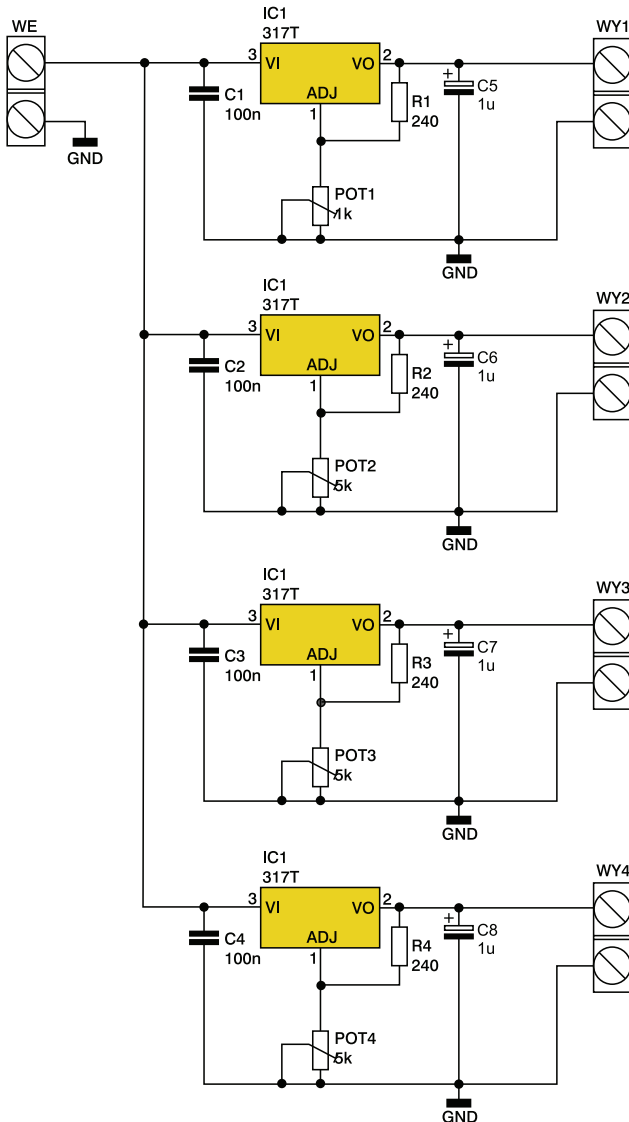 WE
GND
IC1
317T
3 VI VO 2
ADJ
1
C1
100n
R1
240
+ C5
1u
POT1
1k
GND
WY1
IC1
317T
3 VI VO 2
ADJ
1
C2
100n
R2
240
+ C6
1u
POT2
5k
GND
WY2
IC1
317T
3 VI VO 2
ADJ
1
C3
100n
R3
240
+ C7
1u
POT3
5k
GND
WY3
IC1
317T
3 VI VO 2
ADJ
1
C4
100n
R4
240
+ C8
1u
POT4
5k
GND
WY4